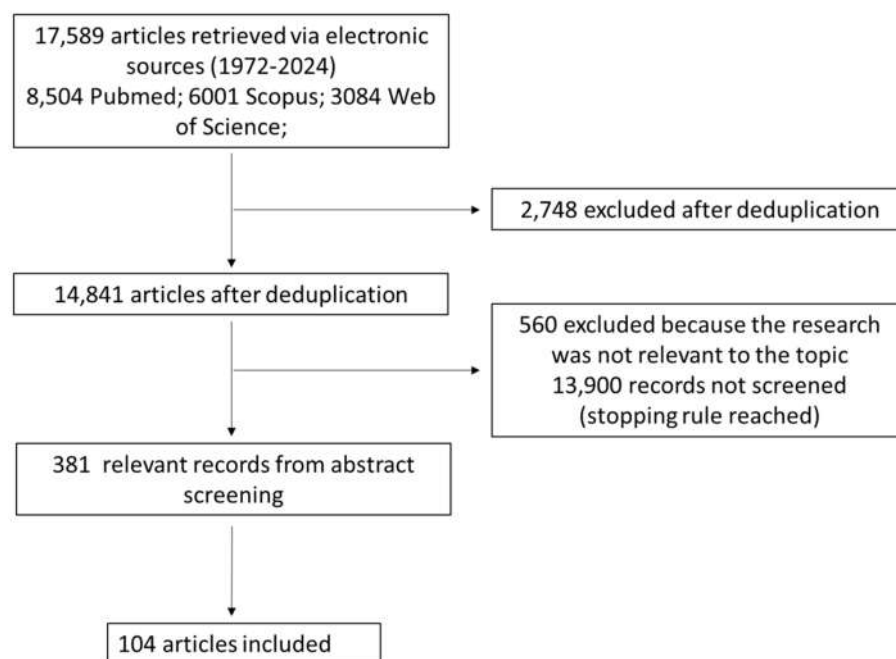 17,589 articles retrieved via electronic
sources (1972-2024)
8,504 Pubmed; 6001 Scopus; 3084 Web
of Science;
2,748 excluded after deduplication
14,841 articles after deduplication
560 excluded because the research
was not relevant to the topic
13,900 records not screened
(stopping rule reached)
381 relevant records from abstract
screening
104 articles included